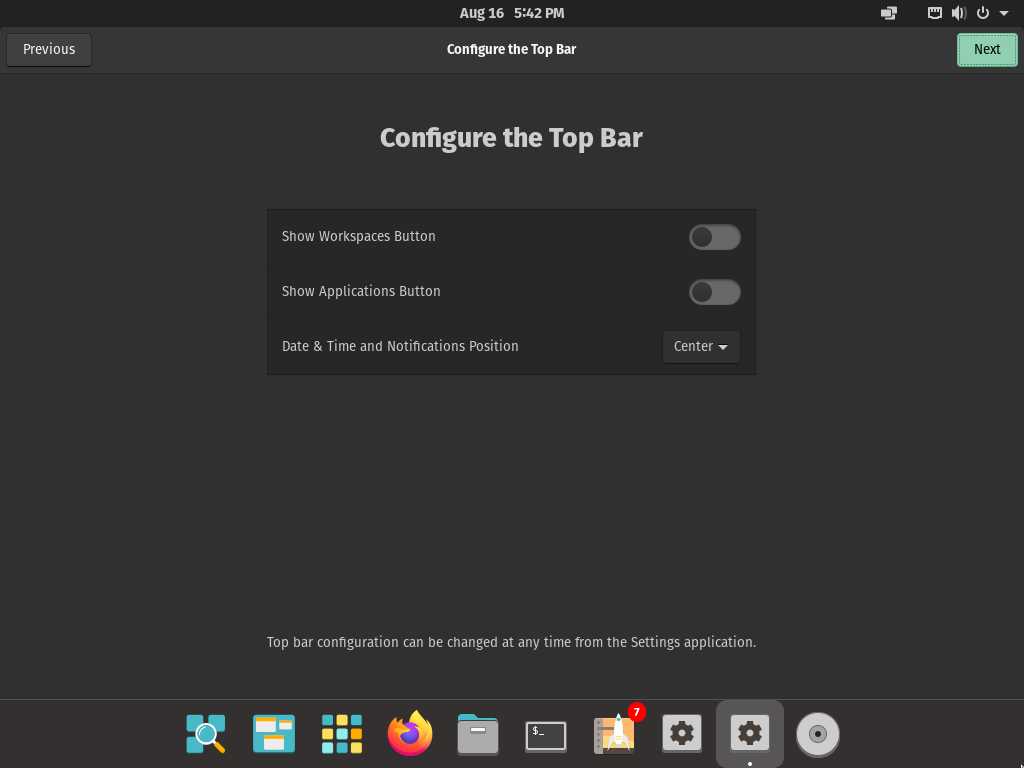 Aug 16 5:42 PM
Previous
Configure the Top Bar
Next
Configure the Top Bar
Show Workspaces Button
Show Applications Button
Date & Time and Notifications Position
Center
Top bar configuration can be changed at any time from the Settings application.
$_
7